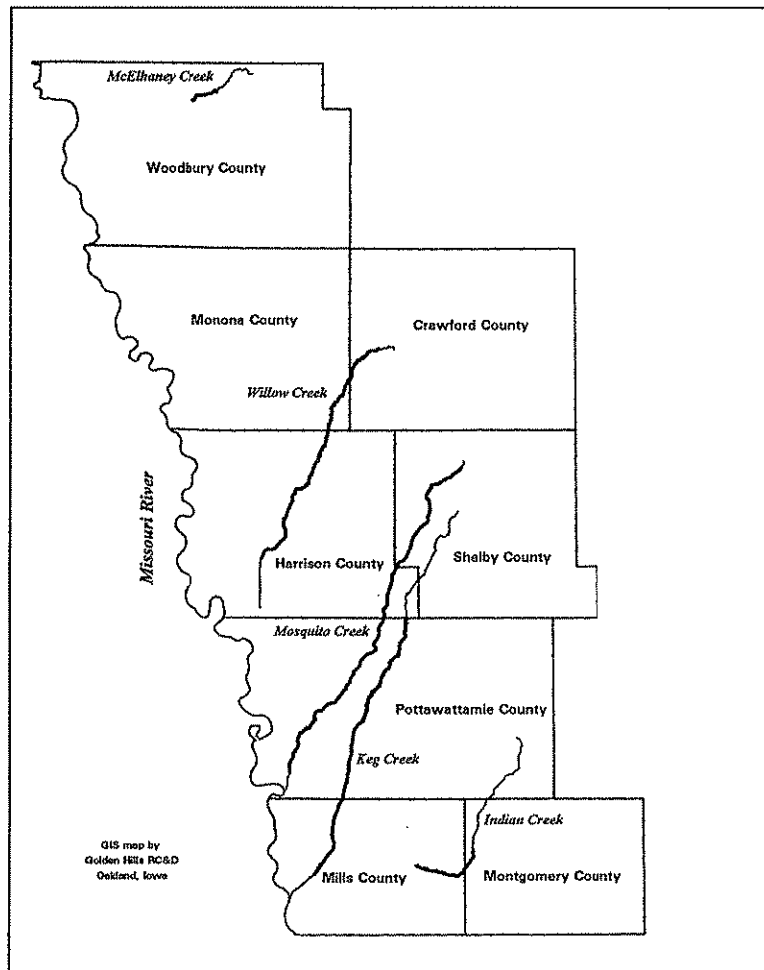 McElhaney Creek
Woodbury County
Monona County
Crawford County
Willow Creek
Missouri River
Harrison County
Shelby County
Mosquito Creek
Pottawattamie County
Keg Creek
Indian Creek
GIS map by
Golden Hills RC&D
Oakland, Iowa
Mills County
Montgomery County